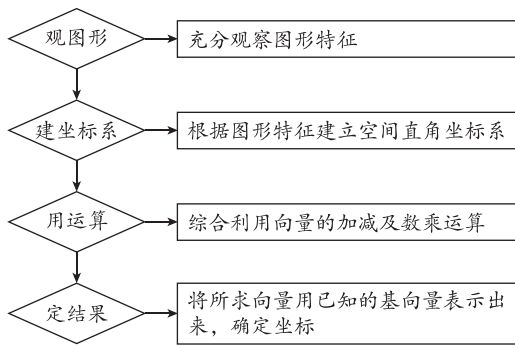 观图形
充分观察图形特征
建坐标系
根据图形特征建立空间直角坐标系
用运算
综合利用向量的加减及数乘运算
定结果
将所求向量用已知的基向量表示出
来，确定坐标